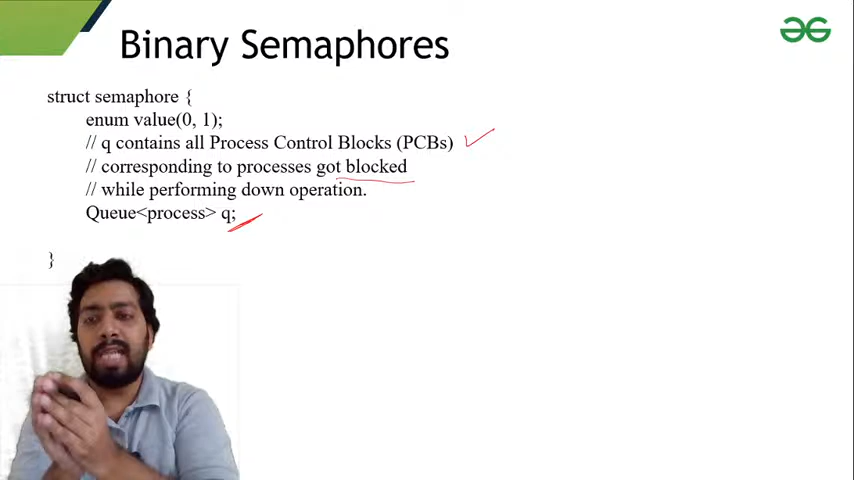 Binary Semaphores
struct semaphore {
enum value(0, 1);
// q contains all Process Control Blocks (PCBs)
// corresponding to processes got blocked
// while performing down operation.
Queue<process> q;
}